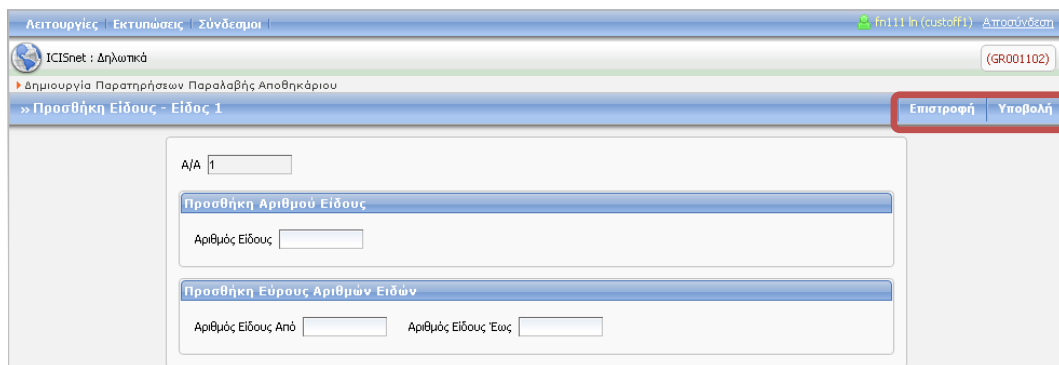 Λειτουργίες | Εκτυπώσεις | Σύνδεσμοι | fn111 ln (custoff1) Αποσύνδεση
ICISnet : Δηλωτικά (GR001102)
Δημιουργία Παρατηρήσεων Παραλαβής Αποθηκάριου
» Προσθήκη Είδους - Είδος 1 Επιστροφή Υποβολή
Α/Α 1
Προσθήκη Αριθμού Είδους
Αριθμός Είδους
Προσθήκη Εύρους Αριθμών Ειδών
Αριθμός Είδους Από Αριθμός Είδους Έως